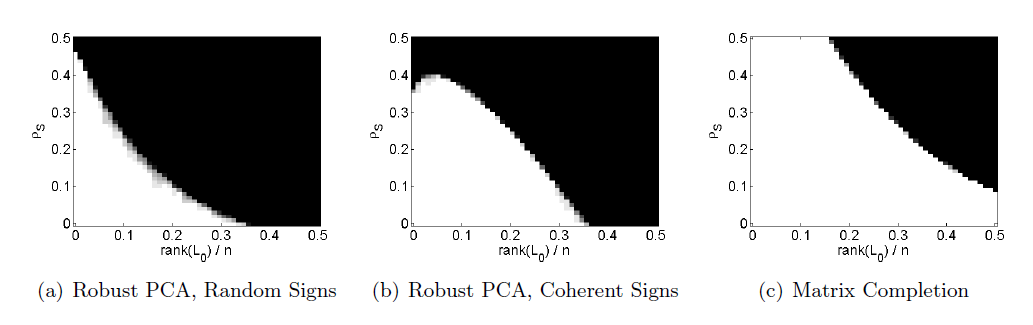 0.5
0.4
0.3
0.2
0.1
0
ρS
0 0.1 0.2 0.3 0.4 0.5
rank(L0) / n
(a) Robust PCA, Random Signs
0.5
0.4
0.3
0.2
0.1
0
ρS
0 0.1 0.2 0.3 0.4 0.5
rank(L0) / n
(b) Robust PCA, Coherent Signs
0.5
0.4
0.3
0.2
0.1
0
ρS
0 0.1 0.2 0.3 0.4 0.5
rank(L0) / n
(c) Matrix Completion